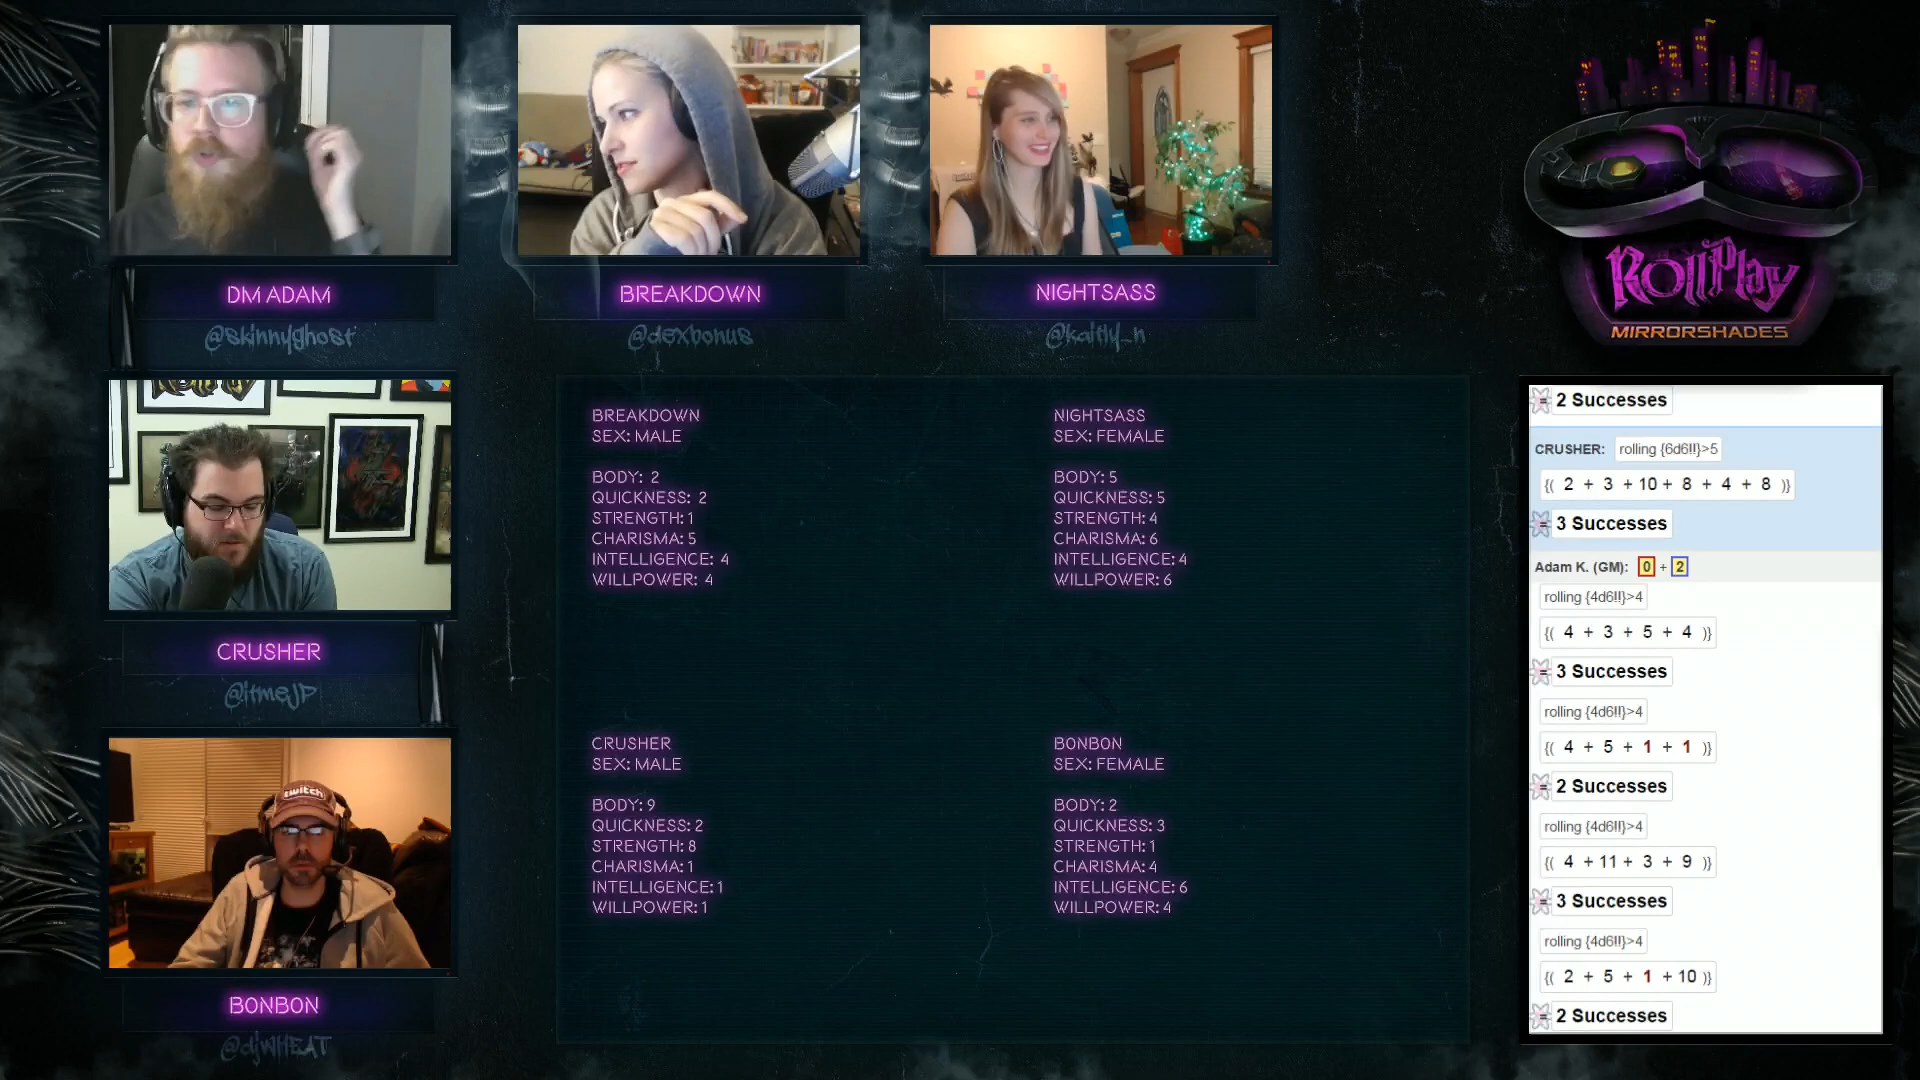 DM ADAM
@skinnyghost
BREAKDOWN
@dexbonus
NIGHTSASS
@kaitly_n
RollPlay
MIRRORSHADES
CRUSHER
@itmeJP
twitch
BONBON
@djWHEAT
BREAKDOWN
SEX: MALE
BODY: 2
QUICKNESS: 2
STRENGTH: 1
CHARISMA: 5
INTELLIGENCE: 4
WILLPOWER: 4
NIGHTSASS
SEX: FEMALE
BODY: 5
QUICKNESS: 5
STRENGTH: 4
CHARISMA: 6
INTELLIGENCE: 4
WILLPOWER: 6
CRUSHER
SEX: MALE
BODY: 9
QUICKNESS: 2
STRENGTH: 8
CHARISMA: 1
INTELLIGENCE: 1
WILLPOWER: 1
BONBON
SEX: FEMALE
BODY: 2
QUICKNESS: 3
STRENGTH: 1
CHARISMA: 4
INTELLIGENCE: 6
WILLPOWER: 4
= 2 Successes
CRUSHER: rolling {6d6!!}>5
{( 2 + 3 + 10 + 8 + 4 + 8 )}
= 3 Successes
Adam K. (GM): 0 + 2
rolling {4d6!!}>4
{( 4 + 3 + 5 + 4 )}
= 3 Successes
rolling {4d6!!}>4
{( 4 + 5 + 1 + 1 )}
= 2 Successes
rolling {4d6!!}>4
{( 4 + 11 + 3 + 9 )}
= 3 Successes
rolling {4d6!!}>4
{( 2 + 5 + 1 + 10 )}
= 2 Successes